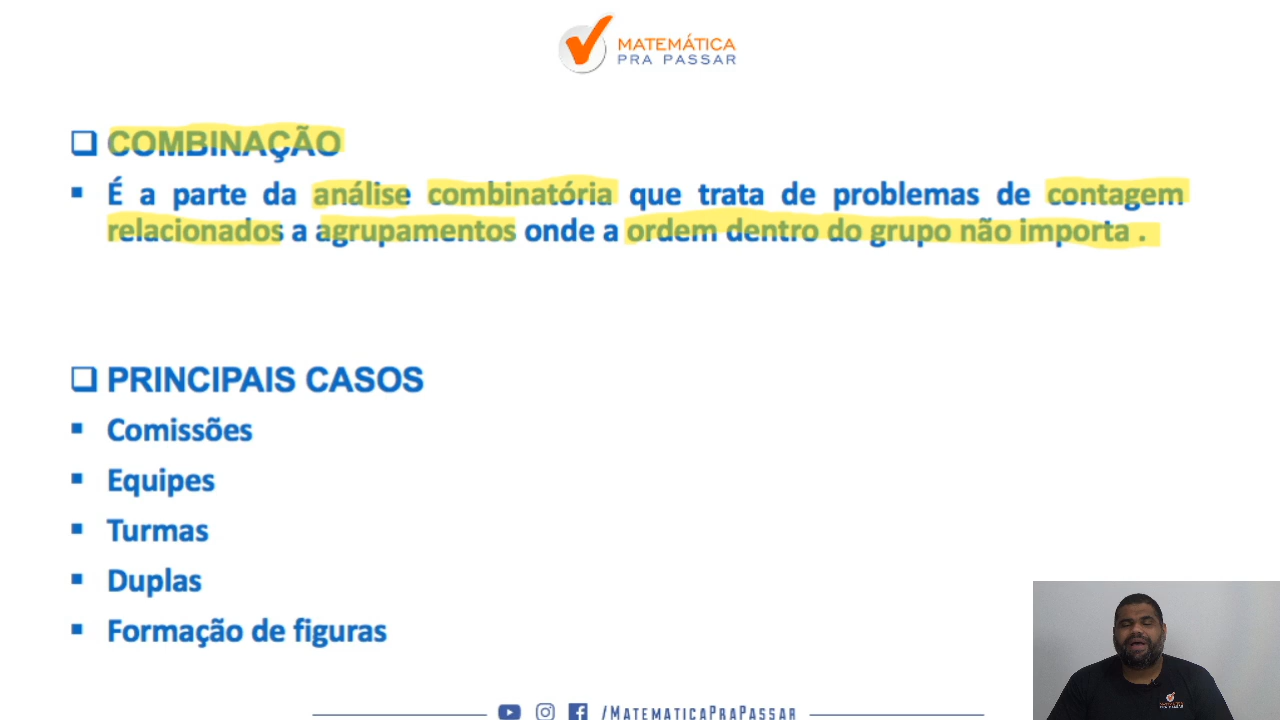 MATEMÁTICA
PRA PASSAR
COMBINAÇÃO
É a parte da análise combinatória que trata de problemas de contagem
relacionados a agrupamentos onde a ordem dentro do grupo não importa .
PRINCIPAIS CASOS
Comissões
Equipes
Turmas
Duplas
Formação de figuras
/MATEMATICAPRAPASSAR